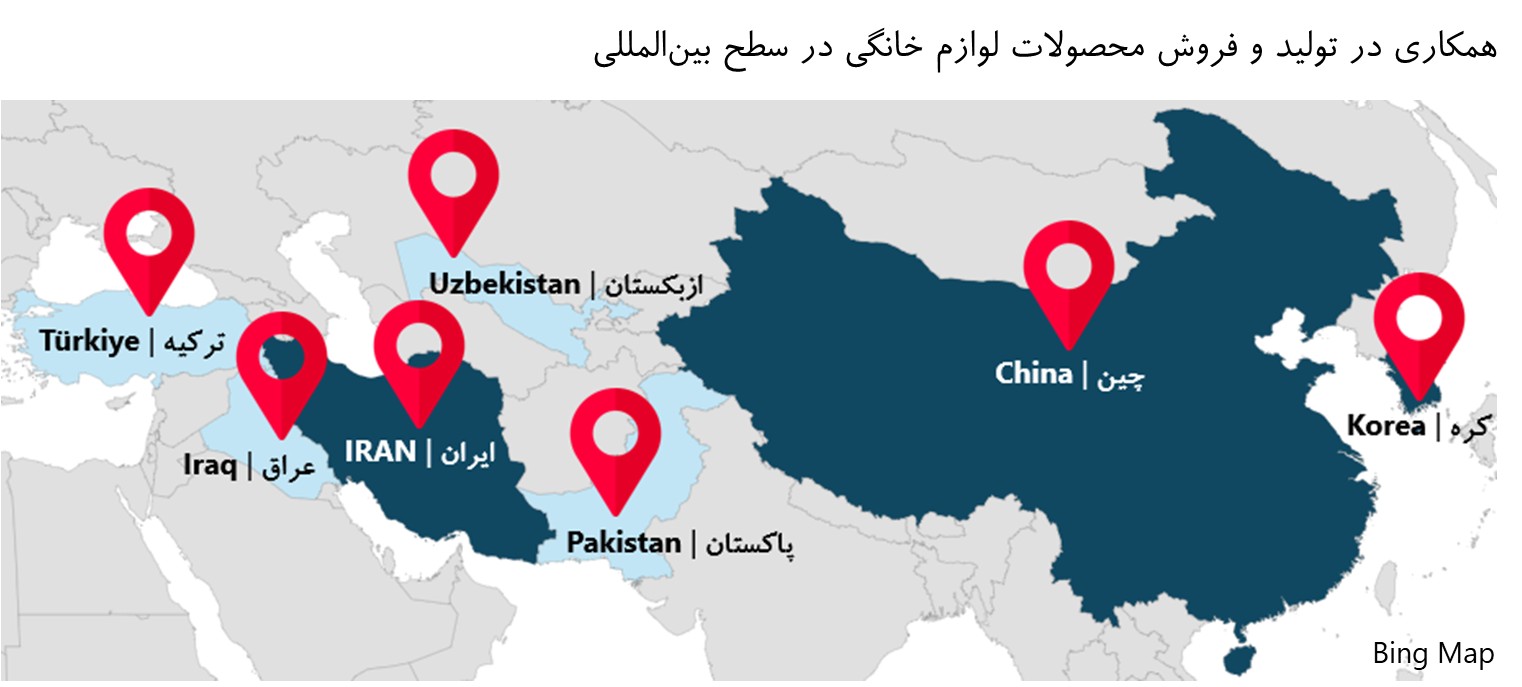 همکاری در تولید و فروش محصولات لوازم خانگی در سطح بین‌المللی
Uzbekistan | ازبکستان
Türkiye | ترکیه
China | چین
Korea | کره
IRAN | ایران
Iraq | عراق
Pakistan | پاکستان
Bing Map